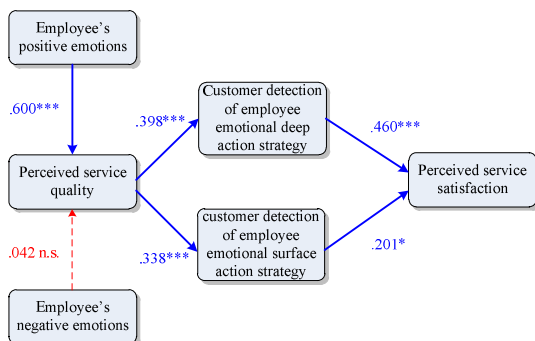 Employee's
positive emotions
.600***
Customer detection
of employee
emotional deep
action strategy
.398***
.460***
Perceived service
quality
Perceived service
satisfaction
customer detection
of employee
emotional surface
action strategy
.338***
.201*
.042 n.s.
Employee's
negative emotions